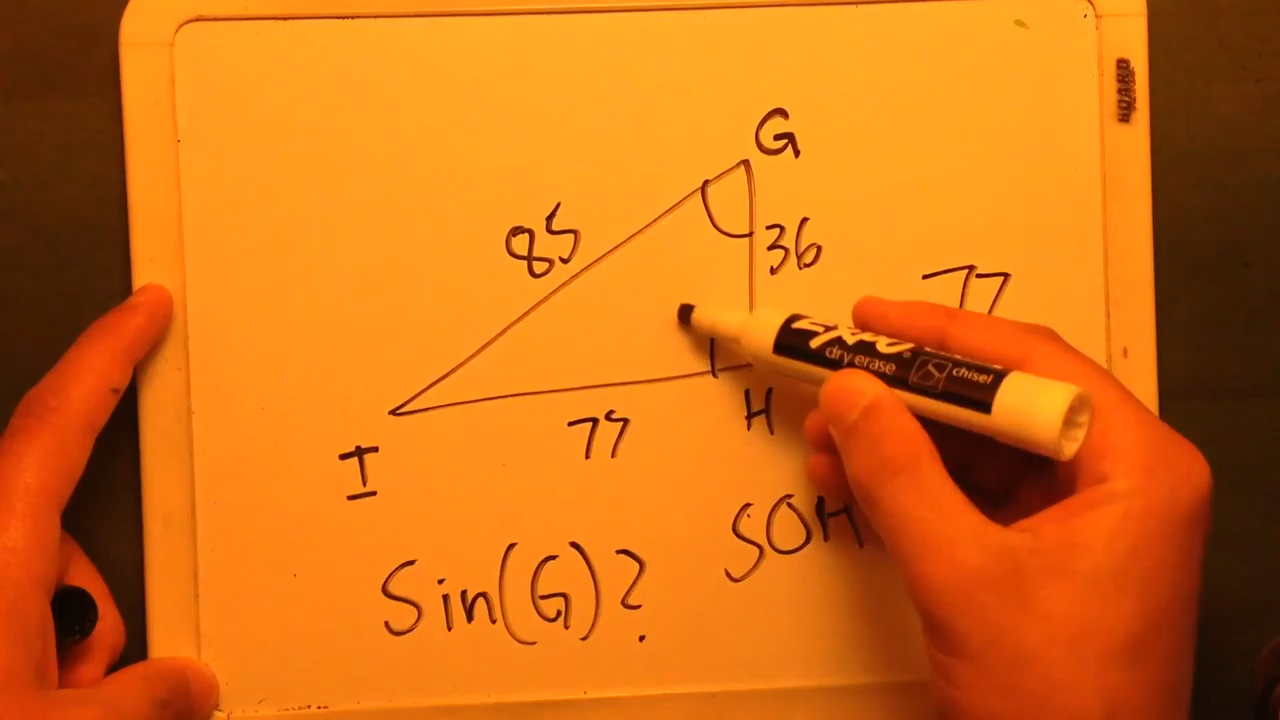 BOARD
G
85
36
77
EXPO®
dry erase
chisel
H
77
I
SOH
Sin(G)?